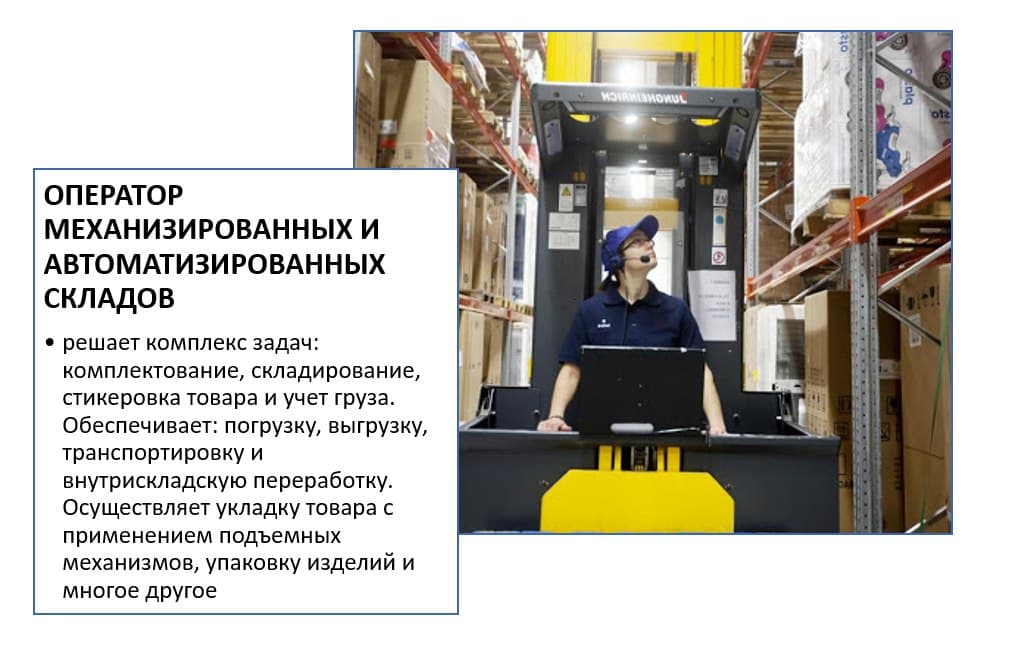 JUNGHEINRICH
ОПЕРАТОР
МЕХАНИЗИРОВАННЫХ И
АВТОМАТИЗИРОВАННЫХ
СКЛАДОВ
• решает комплекс задач:
комплектование, складирование,
стикеровка товара и учет груза.
Обеспечивает: погрузку, выгрузку,
транспортировку и
внутрискладскую переработку.
Осуществляет укладку товара с
применением подъемных
механизмов, упаковку изделий и
многое другое